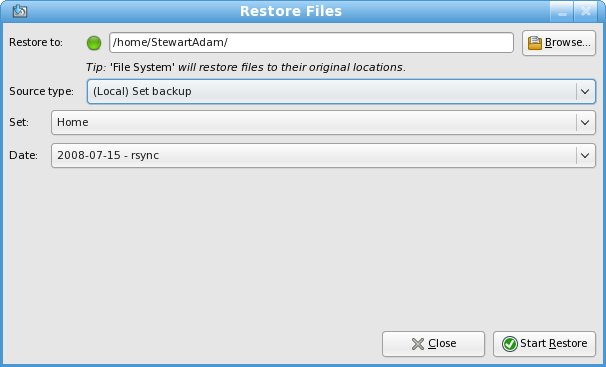 Restore Files
Restore to: /home/StewartAdam/ Browse...
Tip: 'File System' will restore files to their original locations.
Source type: (Local) Set backup
Set: Home
Date: 2008-07-15 - rsync
Close Start Restore